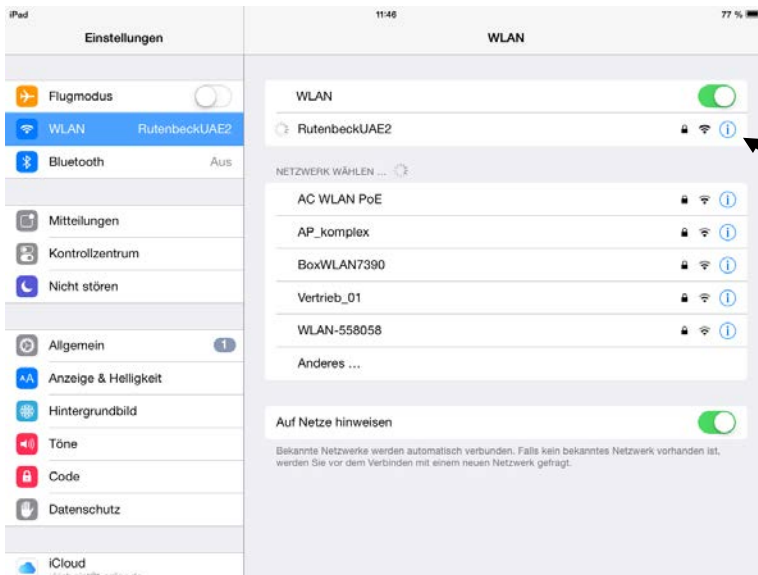 iPad 11:46 77 %
Einstellungen
WLAN
Flugmodus
WLAN RutenbeckUAE2
Bluetooth Aus
Mitteilungen
Kontrollzentrum
Nicht stören
Allgemein 1
Anzeige & Helligkeit
Hintergrundbild
Töne
Code
Datenschutz
iCloud
WLAN
RutenbeckUAE2
NETZWERK WÄHLEN ...
AC WLAN PoE
AP_komplex
BoxWLAN7390
Vertrieb_01
WLAN-558058
Anderes ...
Auf Netze hinweisen
Bekannte Netzwerke werden automatisch verbunden. Falls kein bekanntes Netzwerk vorhanden ist,
werden Sie vor dem Verbinden mit einem neuen Netzwerk gefragt.